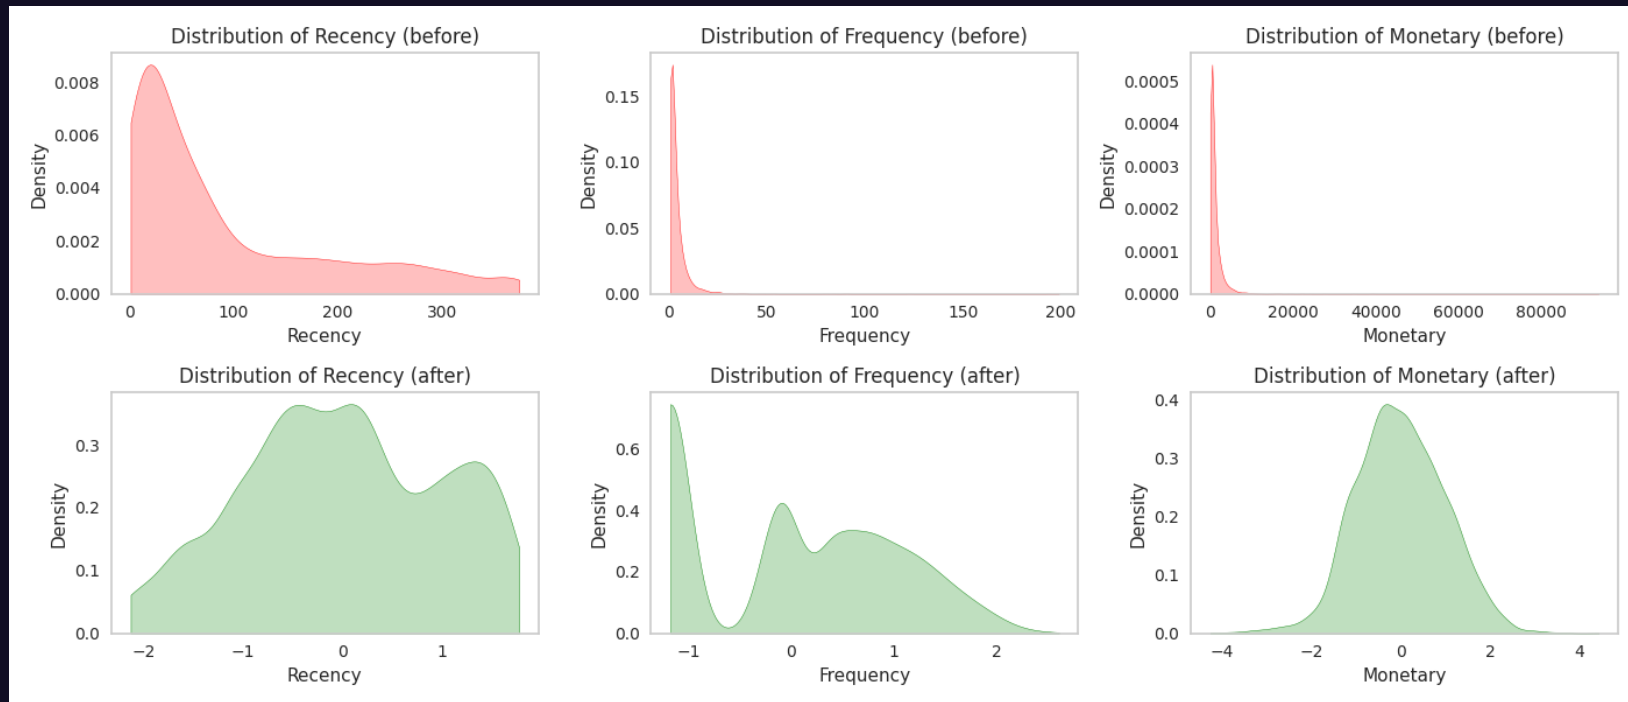 Distribution of Recency (before)
Density
0.008
0.006
0.004
0.002
0.000
0 100 200 300
Recency
Distribution of Frequency (before)
Density
0.15
0.10
0.05
0.00
0 50 100 150 200
Frequency
Distribution of Monetary (before)
Density
0.0005
0.0004
0.0003
0.0002
0.0001
0.0000
0 20000 40000 60000 80000
Monetary
Distribution of Recency (after)
Density
0.3
0.2
0.1
0.0
−2 −1 0 1
Recency
Distribution of Frequency (after)
Density
0.6
0.4
0.2
0.0
−1 0 1 2
Frequency
Distribution of Monetary (after)
Density
0.4
0.3
0.2
0.1
0.0
−4 −2 0 2 4
Monetary